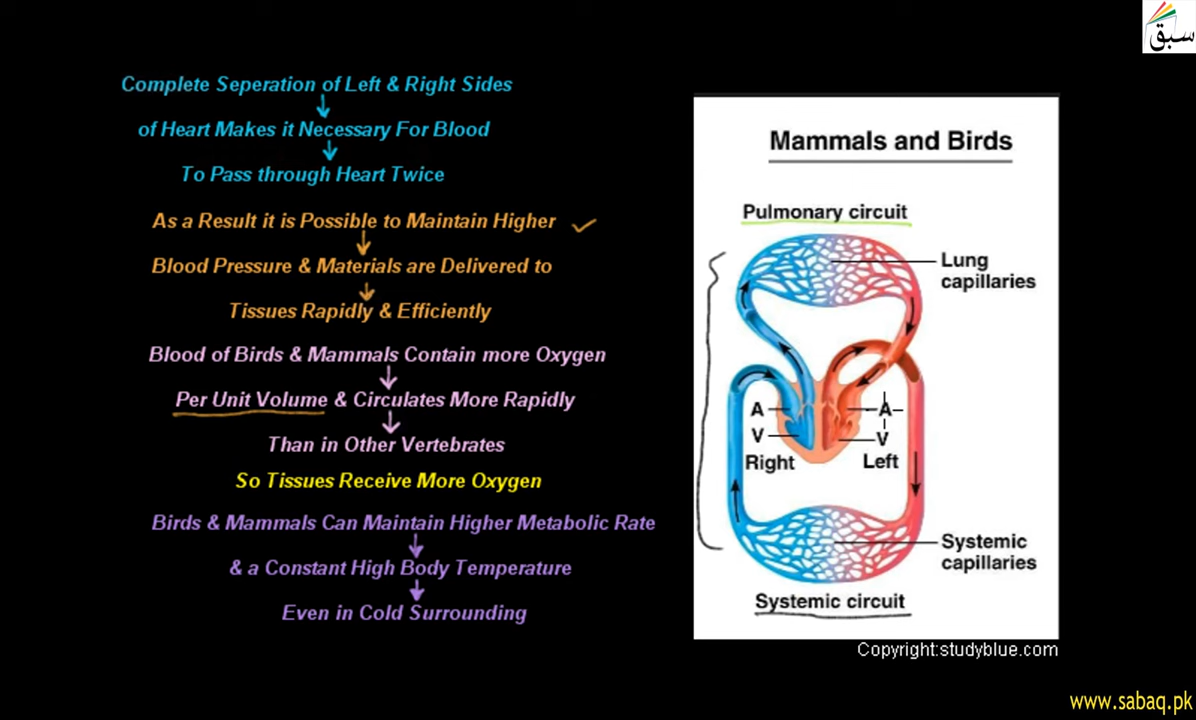 سبق
Complete Seperation of Left & Right Sides
of Heart Makes it Necessary For Blood
To Pass through Heart Twice
As a Result it is Possible to Maintain Higher
Blood Pressure & Materials are Delivered to
Tissues Rapidly & Efficiently
Blood of Birds & Mammals Contain more Oxygen
Per Unit Volume & Circulates More Rapidly
Than in Other Vertebrates
So Tissues Receive More Oxygen
Birds & Mammals Can Maintain Higher Metabolic Rate
& a Constant High Body Temperature
Even in Cold Surrounding
Mammals and Birds
Pulmonary circuit
Lung
capillaries
A
A
V
V
Right
Left
Systemic
capillaries
Systemic circuit
Copyright:studyblue.com
www.sabaq.pk